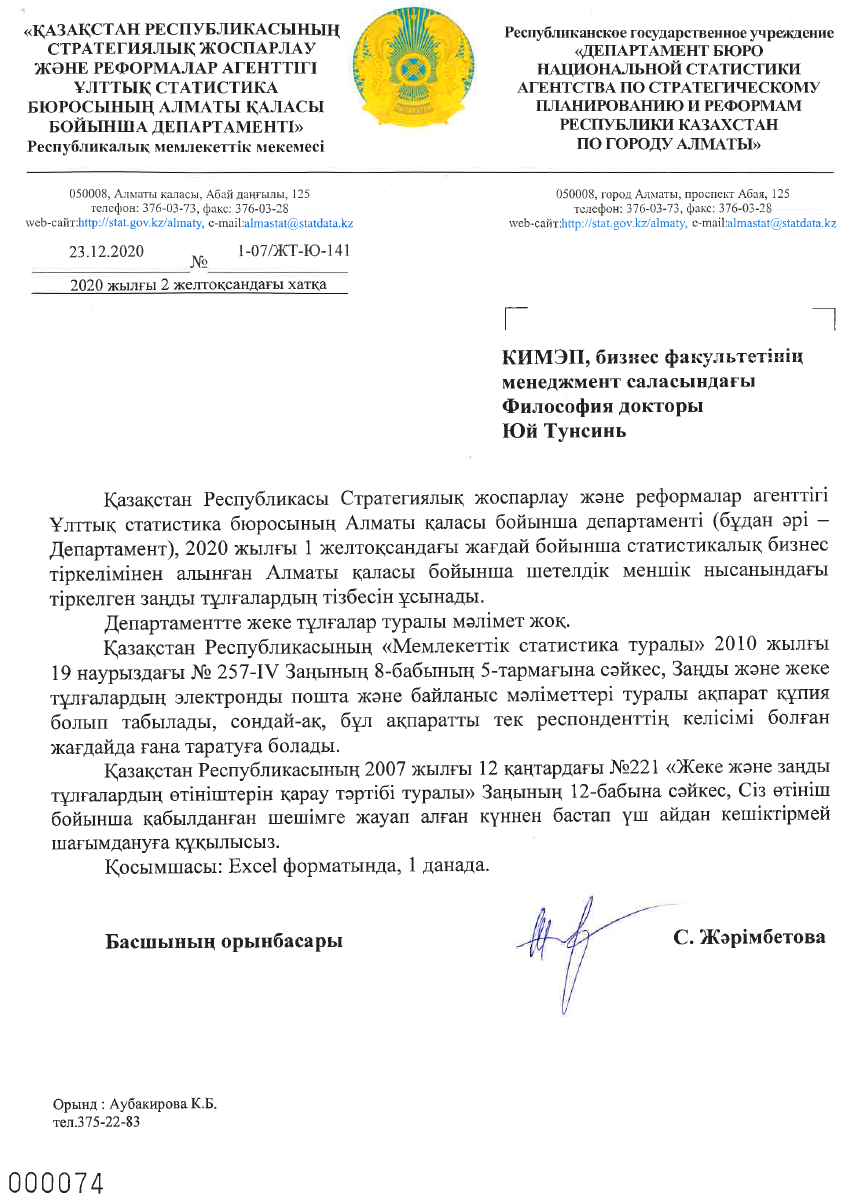 «ҚАЗАҚСТАН РЕСПУБЛИКАСЫНЫҢ
СТРАТЕГИЯЛЫҚ ЖОСПАРЛАУ
ЖӘНЕ РЕФОРМАЛАР АГЕНТТІГІ
ҰЛТТЫҚ СТАТИСТИКА
БЮРОСЫНЫҢ АЛМАТЫ ҚАЛАСЫ
БОЙЫНША ДЕПАРТАМЕНТІ»
Республикалық мемлекеттік мекемесі
Республиканское государственное учреждение
«ДЕПАРТАМЕНТ БЮРО
НАЦИОНАЛЬНОЙ СТАТИСТИКИ
АГЕНТСТВА ПО СТРАТЕГИЧЕСКОМУ
ПЛАНИРОВАНИЮ И РЕФОРМАМ
РЕСПУБЛИКИ КАЗАХСТАН
ПО ГОРОДУ АЛМАТЫ»
050008, Алматы қаласы, Абай даңғылы, 125
телефон: 376-03-73, факс: 376-03-28
web-сайт:http://stat.gov.kz/almaty, e-mail:almastat@statdata.kz
050008, город Алматы, проспект Абая, 125
телефон: 376-03-73, факс: 376-03-28
web-сайт:http://stat.gov.kz/almaty, e-mail:almastat@statdata.kz
23.12.2020 № 1-07/ЖТ-Ю-141
2020 жылғы 2 желтоқсандағы хатқа
КИМЭП, бизнес факультетінің
менеджмент саласындағы
Философия докторы
Юй Тунсинь
Қазақстан Республикасы Стратегиялық жоспарлау және реформалар агенттігі
Ұлттық статистика бюросының Алматы қаласы бойынша департаменті (бұдан әрі –
Департамент), 2020 жылғы 1 желтоқсандағы жағдай бойынша статистикалық бизнес
тіркелімінен алынған Алматы қаласы бойынша шетелдік меншік нысанындағы
тіркелген заңды тұлғалардың тізбесін ұсынады.
Департаментте жеке тұлғалар туралы мәлімет жоқ.
Қазақстан Республикасының «Мемлекеттік статистика туралы» 2010 жылғы
19 наурыздағы № 257-IV Заңының 8-бабының 5-тармағына сәйкес, Заңды және жеке
тұлғалардың электронды пошта және байланыс мәліметтері туралы ақпарат құпия
болып табылады, сондай-ақ, бұл ақпаратты тек респонденттің келісімі болған
жағдайда ғана таратуға болады.
Қазақстан Республикасының 2007 жылғы 12 қаңтардағы №221 «Жеке және заңды
тұлғалардың өтініштерін қарау тәртібі туралы» Заңының 12-бабына сәйкес, Сіз өтініш
бойынша қабылданған шешімге жауап алған күннен бастап үш айдан кешіктірмей
шағымдануға құқылысыз.
Қосымшасы: Excel форматында, 1 данада.
Басшының орынбасары
С. Жәрімбетова
Орынд : Аубакирова К.Б.
тел.375-22-83
000074